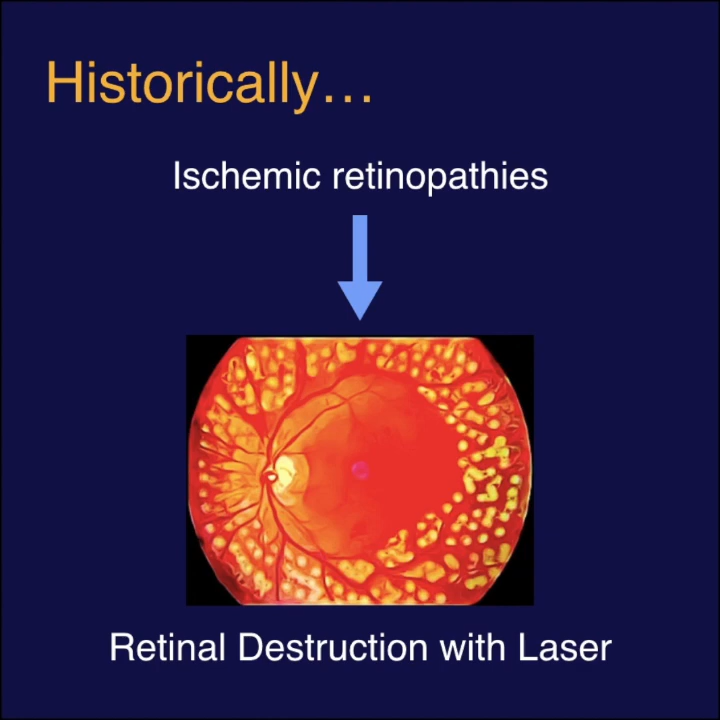 Historically…
Ischemic retinopathies
Retinal Destruction with Laser